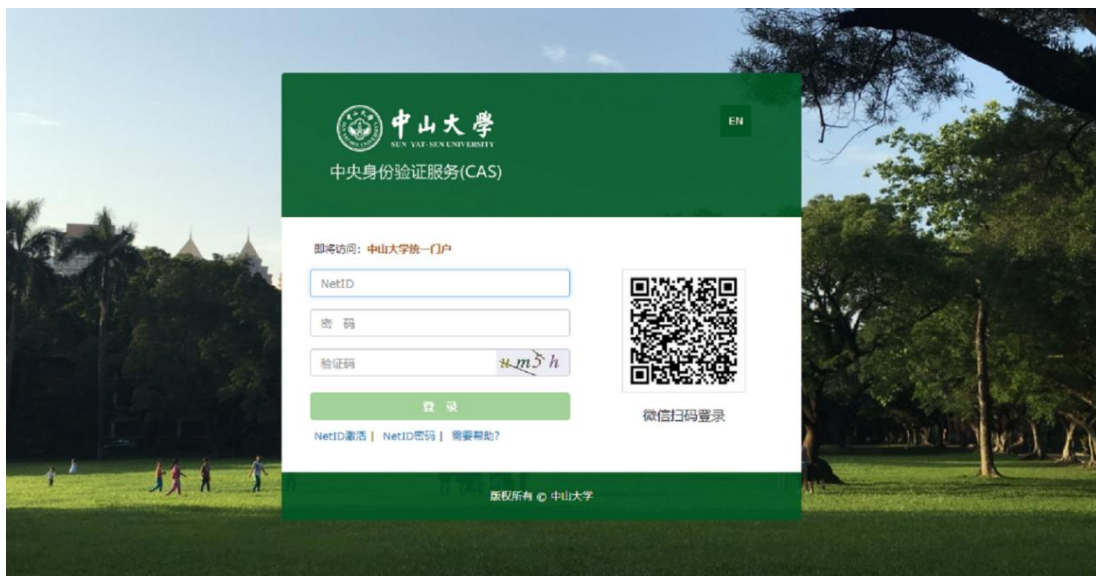 中山大學
SUN YAT-SEN UNIVERSITY
EN
中央身份验证服务(CAS)
即将访问：中山大学统一门户
NetID
密 码
验证码
um5h
登 录
微信扫码登录
NetID激活 | NetID密码 | 需要帮助?
版权所有 © 中山大学